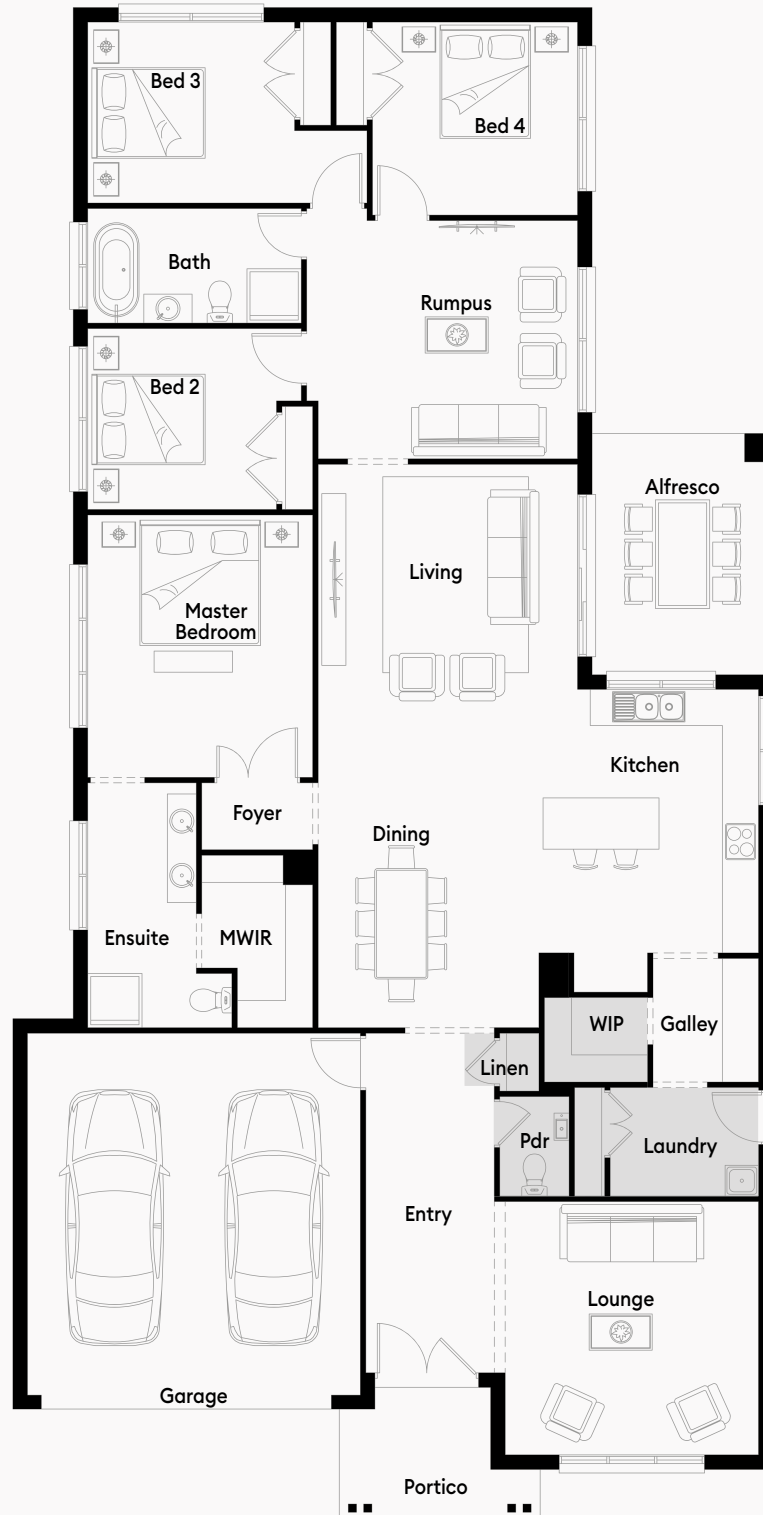 Bed 3
Bed 4
Bath
Rumpus
Bed 2
Alfresco
Living
Master
Bedroom
Kitchen
Foyer
Dining
Ensuite
MWIR
WIP
Galley
Linen
Pdr
Laundry
Entry
Lounge
Garage
Portico